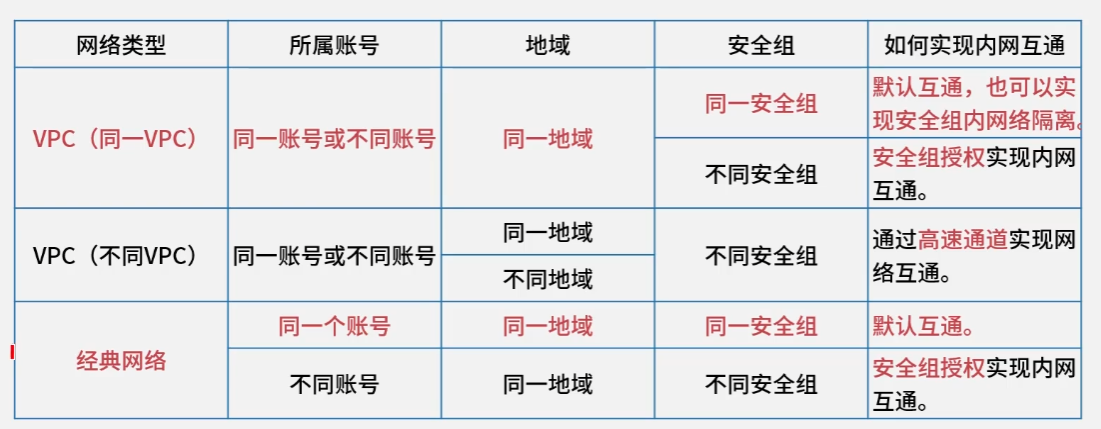 网络类型
所属账号
地域
安全组
如何实现内网互通
VPC（同一VPC）
同一账号或不同账号
同一地域
同一安全组
默认互通，也可以实
现安全组内网络隔离。
不同安全组
安全组授权实现内网
互通。
VPC（不同VPC）
同一账号或不同账号
同一地域
不同地域
不同安全组
通过高速通道实现网
络互通。
经典网络
同一个账号
同一地域
同一安全组
默认互通。
不同账号
同一地域
不同安全组
安全组授权实现内网
互通。